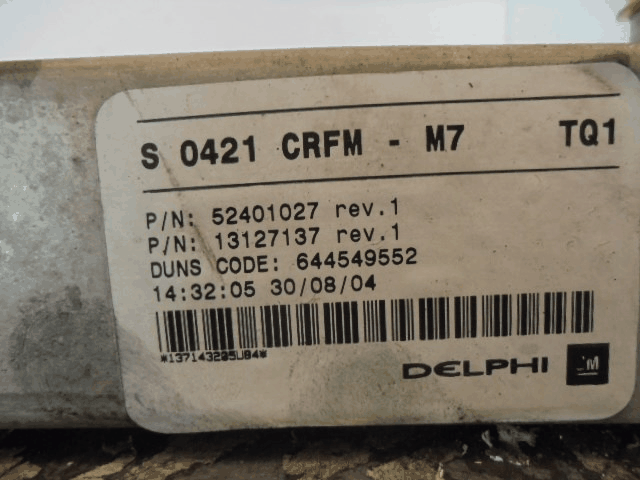 S 0421 CRFM - M7 TQ1
P/N: 52401027 rev.1
P/N: 13127137 rev.1
DUNS CODE: 644549552
14:32:05 30/08/04
*137143205U84*
DELPHI GM